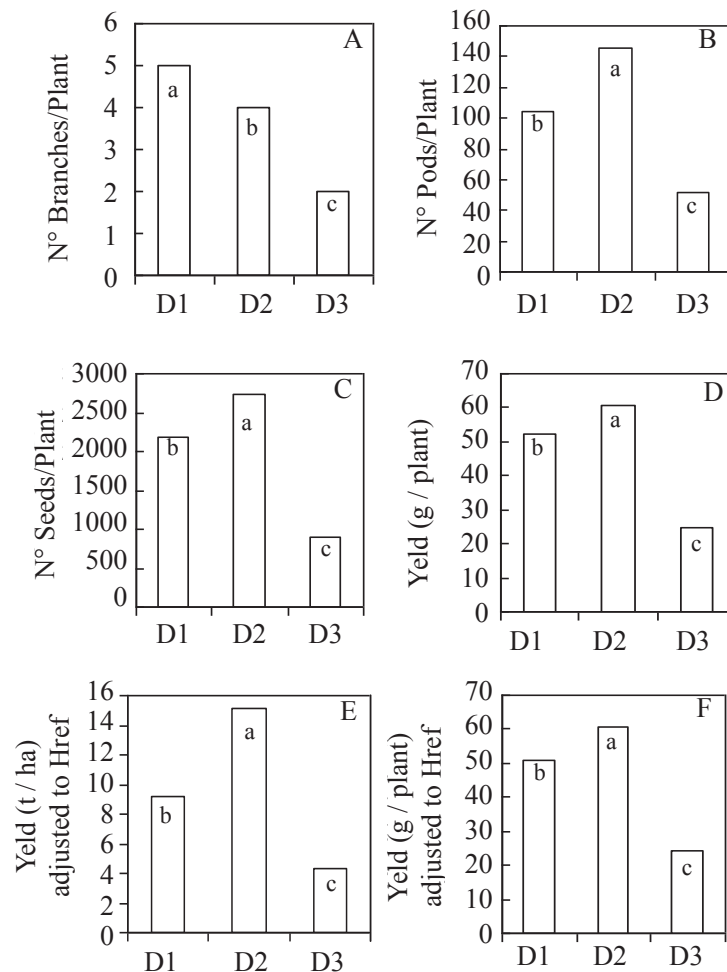 A
N° Branches/Plant
6
5
4
3
2
1
0
a
b
c
D1 D2 D3
B
N° Pods/Plant
160
140
120
100
80
60
40
20
0
b
a
c
D1 D2 D3
C
N° Seeds/Plant
3000
2500
2000
1500
1000
500
0
b
a
c
D1 D2 D3
D
Yeld (g / plant)
70
60
50
40
30
20
10
0
b
a
c
D1 D2 D3
E
Yeld (t / ha)
adjusted to Href
16
14
12
10
8
6
4
2
0
b
a
c
D1 D2 D3
F
Yeld (g / plant)
adjusted to Href
70
60
50
40
30
20
10
0
b
a
c
D1 D2 D3